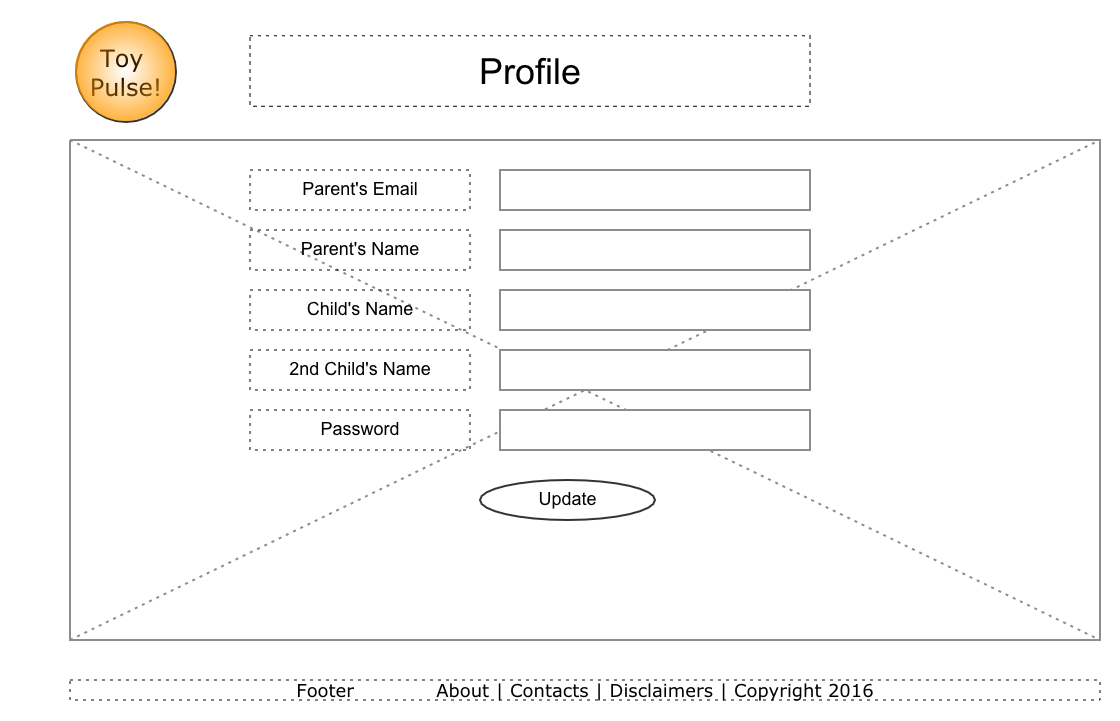 Toy
Pulse!
Profile
Parent's Email
Parent's Name
Child's Name
2nd Child's Name
Password
Update
Footer About | Contacts | Disclaimers | Copyright 2016